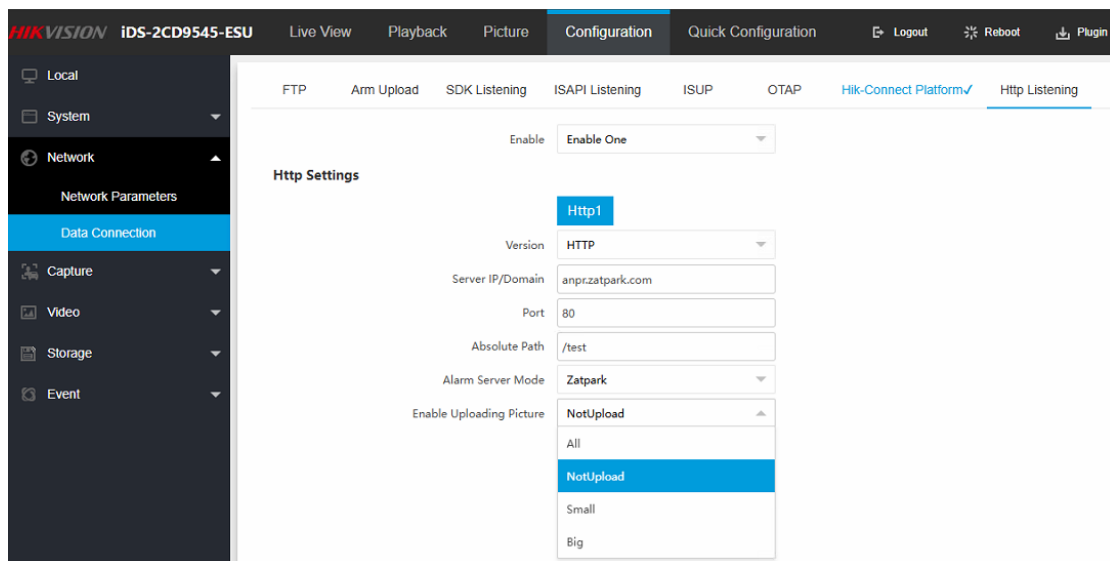 HIKVISION iDS-2CD9545-ESU Live View Playback Picture Configuration Quick Configuration Logout Reboot Plugin
Local
System
Network
Network Parameters
Data Connection
Capture
Video
Storage
Event
FTP Arm Upload SDK Listening ISAPI Listening ISUP OTAP Hik-Connect Platform✓ Http Listening
Enable Enable One
Http Settings
Http1
Version HTTP
Server IP/Domain anpr.zatpark.com
Port 80
Absolute Path /test
Alarm Server Mode Zatpark
Enable Uploading Picture NotUpload
All
NotUpload
Small
Big